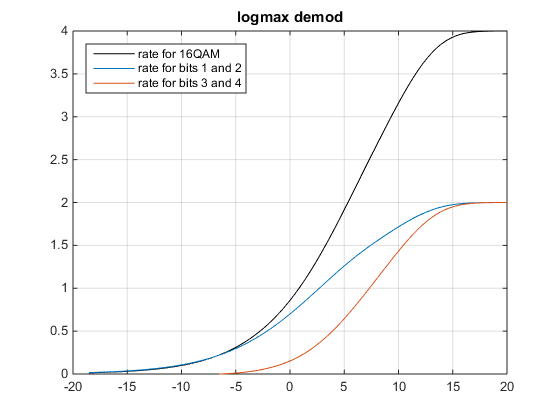 logmax demod
4
rate for 16QAM
rate for bits 1 and 2
rate for bits 3 and 4
3.5
3
2.5
2
1.5
1
0.5
0
-20 -15 -10 -5 0 5 10 15 20